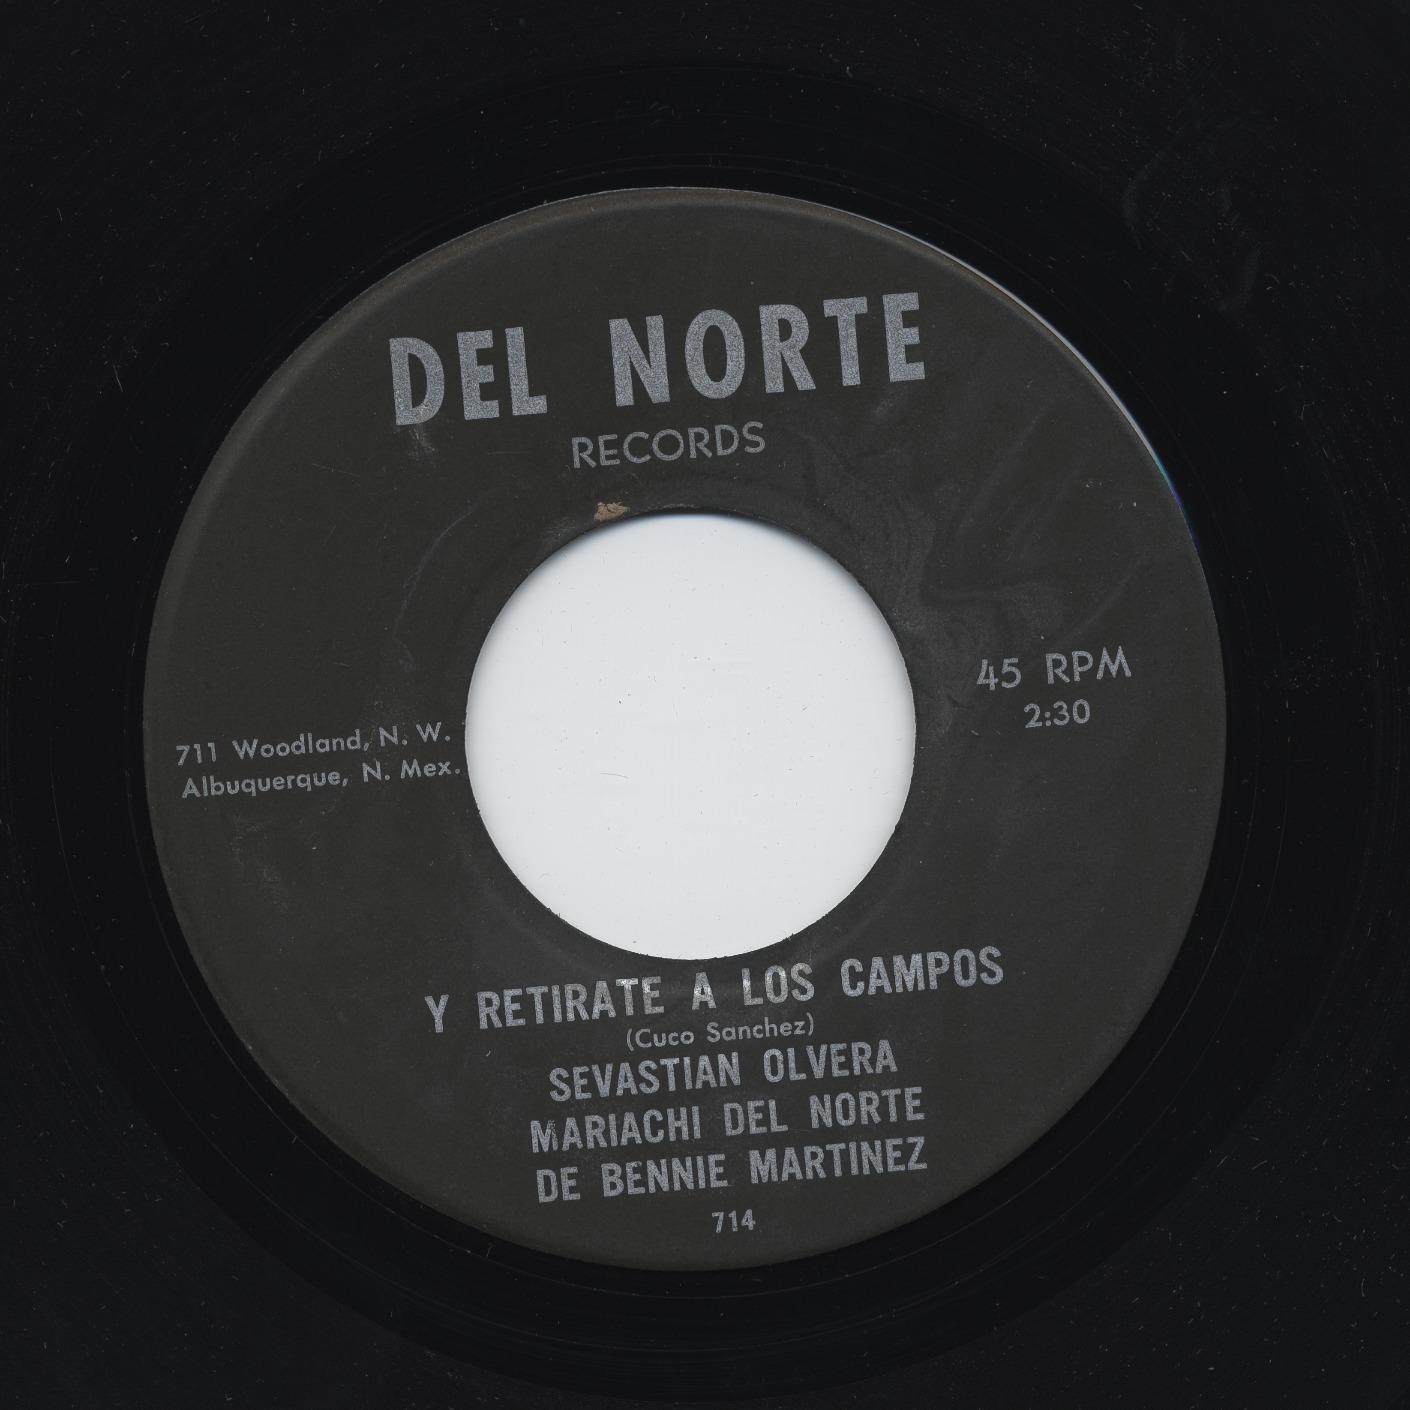 DEL NORTE
RECORDS
45 RPM
2:30
711 Woodland, N. W.
Albuquerque, N. Mex.
Y RETIRATE A LOS CAMPOS
(Cuco Sanchez)
SEVASTIAN OLVERA
MARIACHI DEL NORTE
DE BENNIE MARTINEZ
714